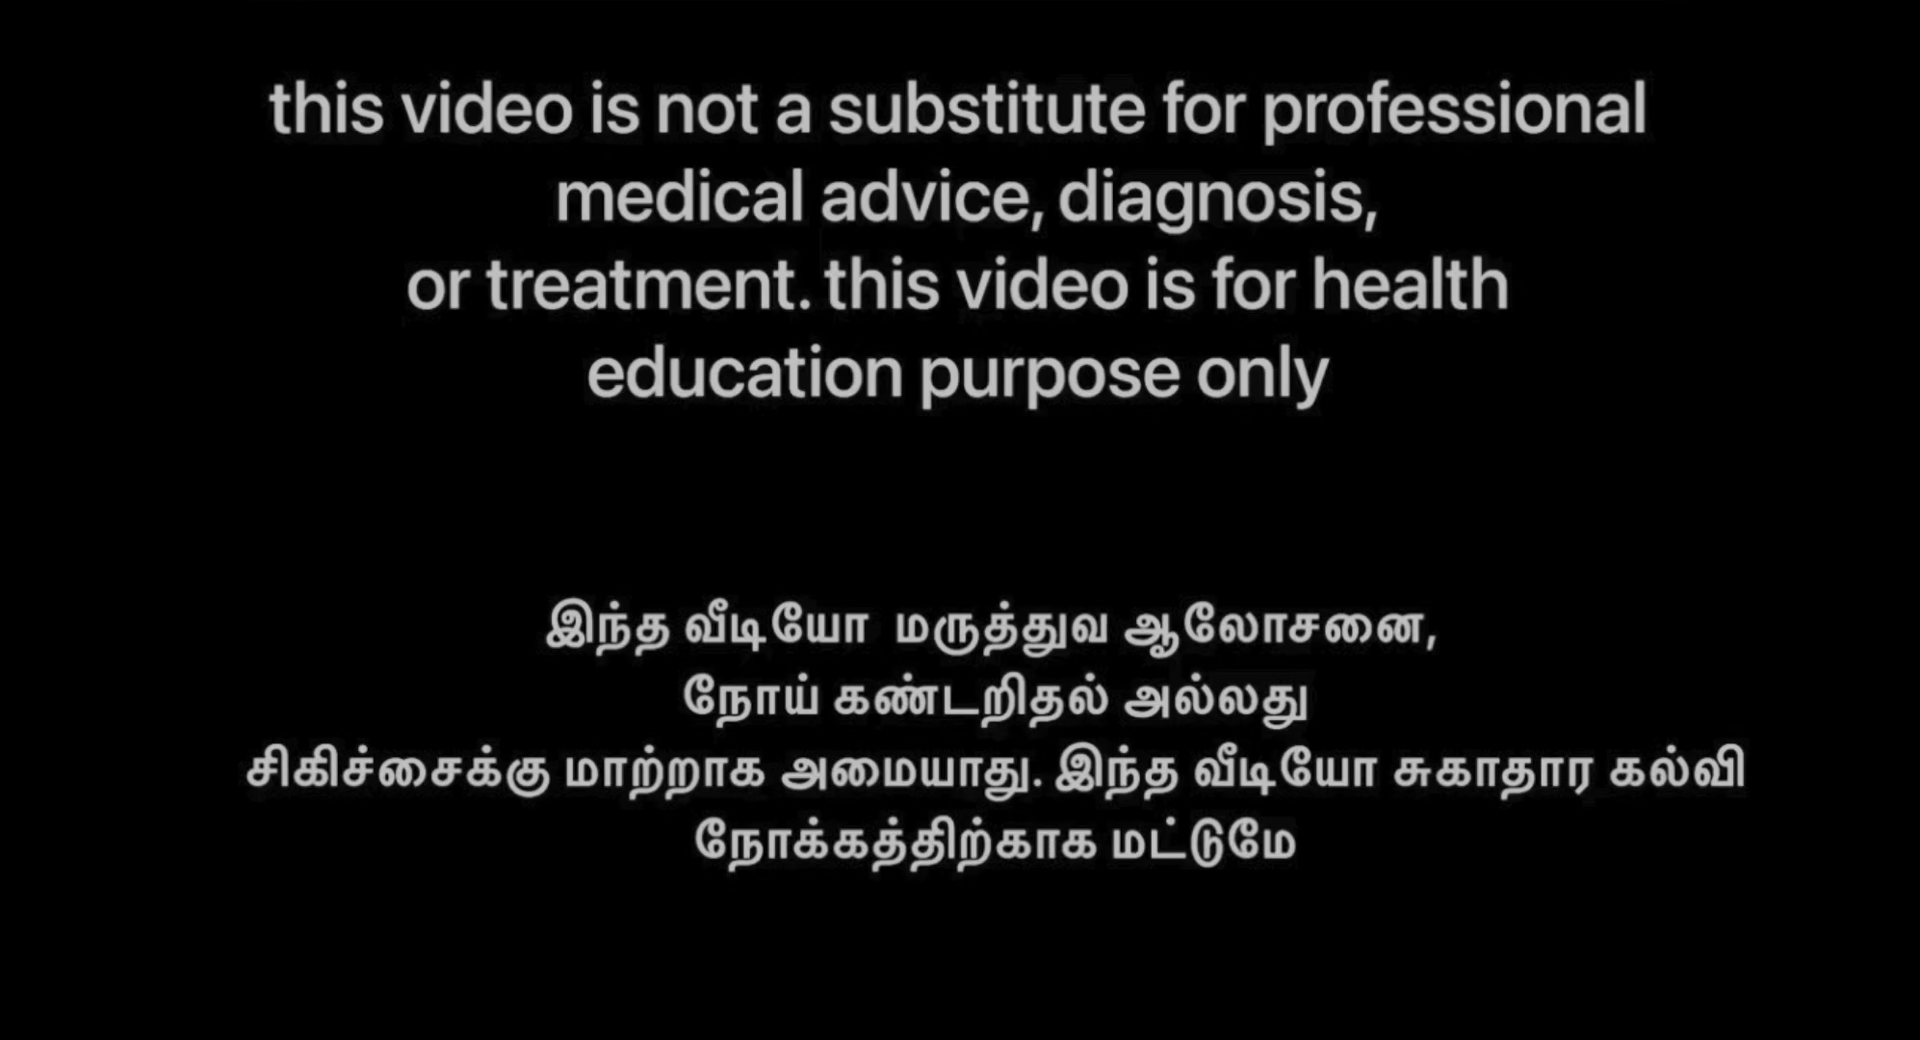 this video is not a substitute for professional
medical advice, diagnosis,
or treatment. this video is for health
education purpose only
இந்த வீடியோ மருத்துவ ஆலோசனை,
நோய் கண்டறிதல் அல்லது
சிகிச்சைக்கு மாற்றாக அமையாது. இந்த வீடியோ சுகாதார கல்வி
நோக்கத்திற்காக மட்டுமே